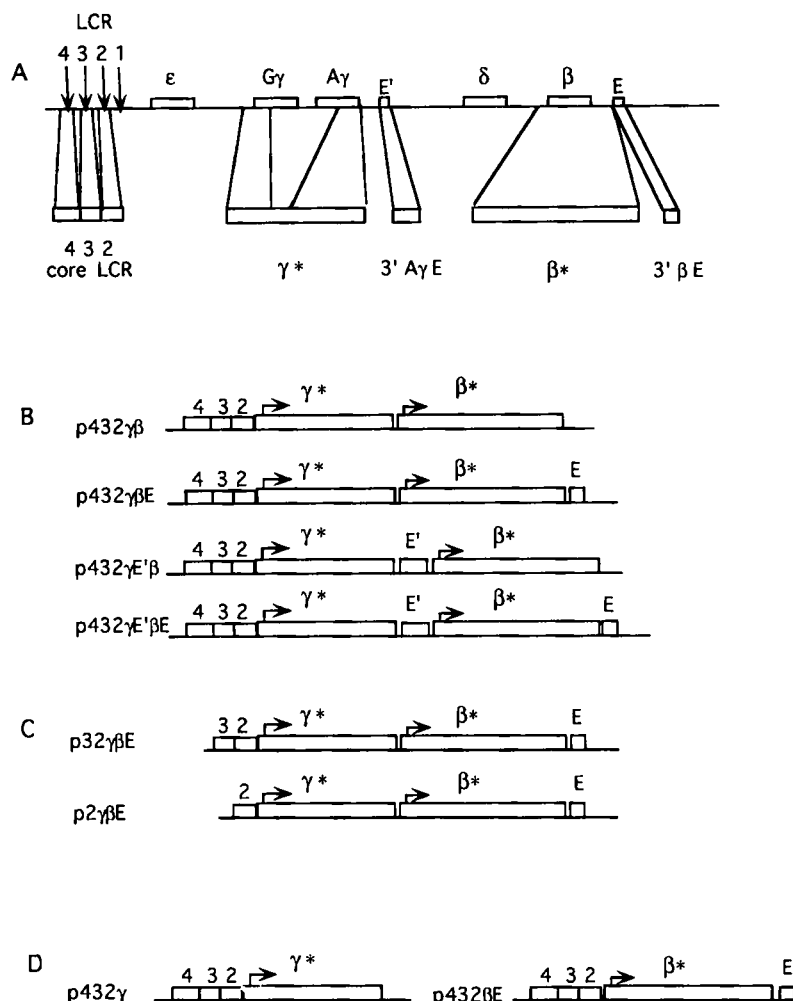 LCR
4 3 2 1
A
ε Gγ Aγ E' δ β E
4 3 2
core LCR γ* 3' Aγ E β* 3' β E
B
p432γβ 4 3 2 γ* β*
p432γβE 4 3 2 γ* β* E
p432γE'β 4 3 2 γ* E' β*
p432γE'βE 4 3 2 γ* E' β* E
C
p32γβE 3 2 γ* β* E
p2γβE 2 γ* β* E
D
p432γ 4 3 2 γ* p432βE 4 3 2 β* E